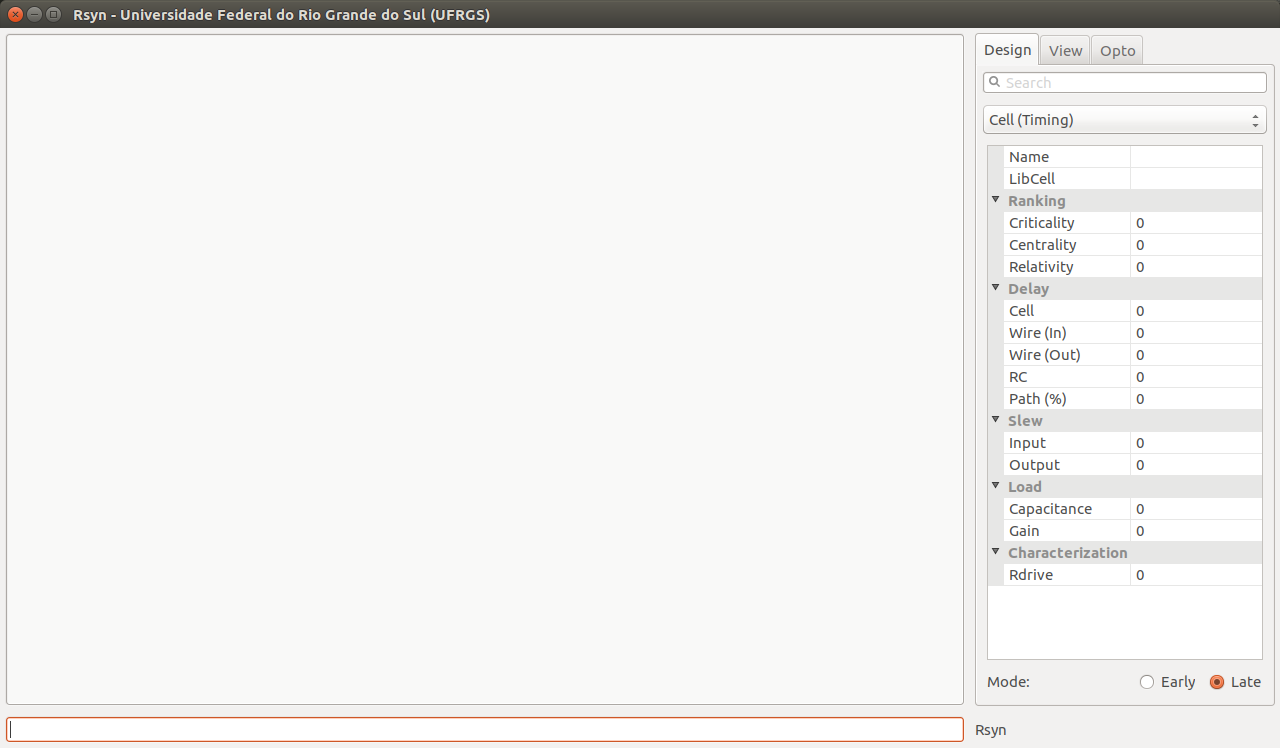 Rsyn - Universidade Federal do Rio Grande do Sul (UFRGS)
Design View Opto
Search
Cell (Timing)
Name
LibCell
Ranking
Criticality 0
Centrality 0
Relativity 0
Delay
Cell 0
Wire (In) 0
Wire (Out) 0
RC 0
Path (%) 0
Slew
Input 0
Output 0
Load
Capacitance 0
Gain 0
Characterization
Rdrive 0
Mode: Early Late
Rsyn